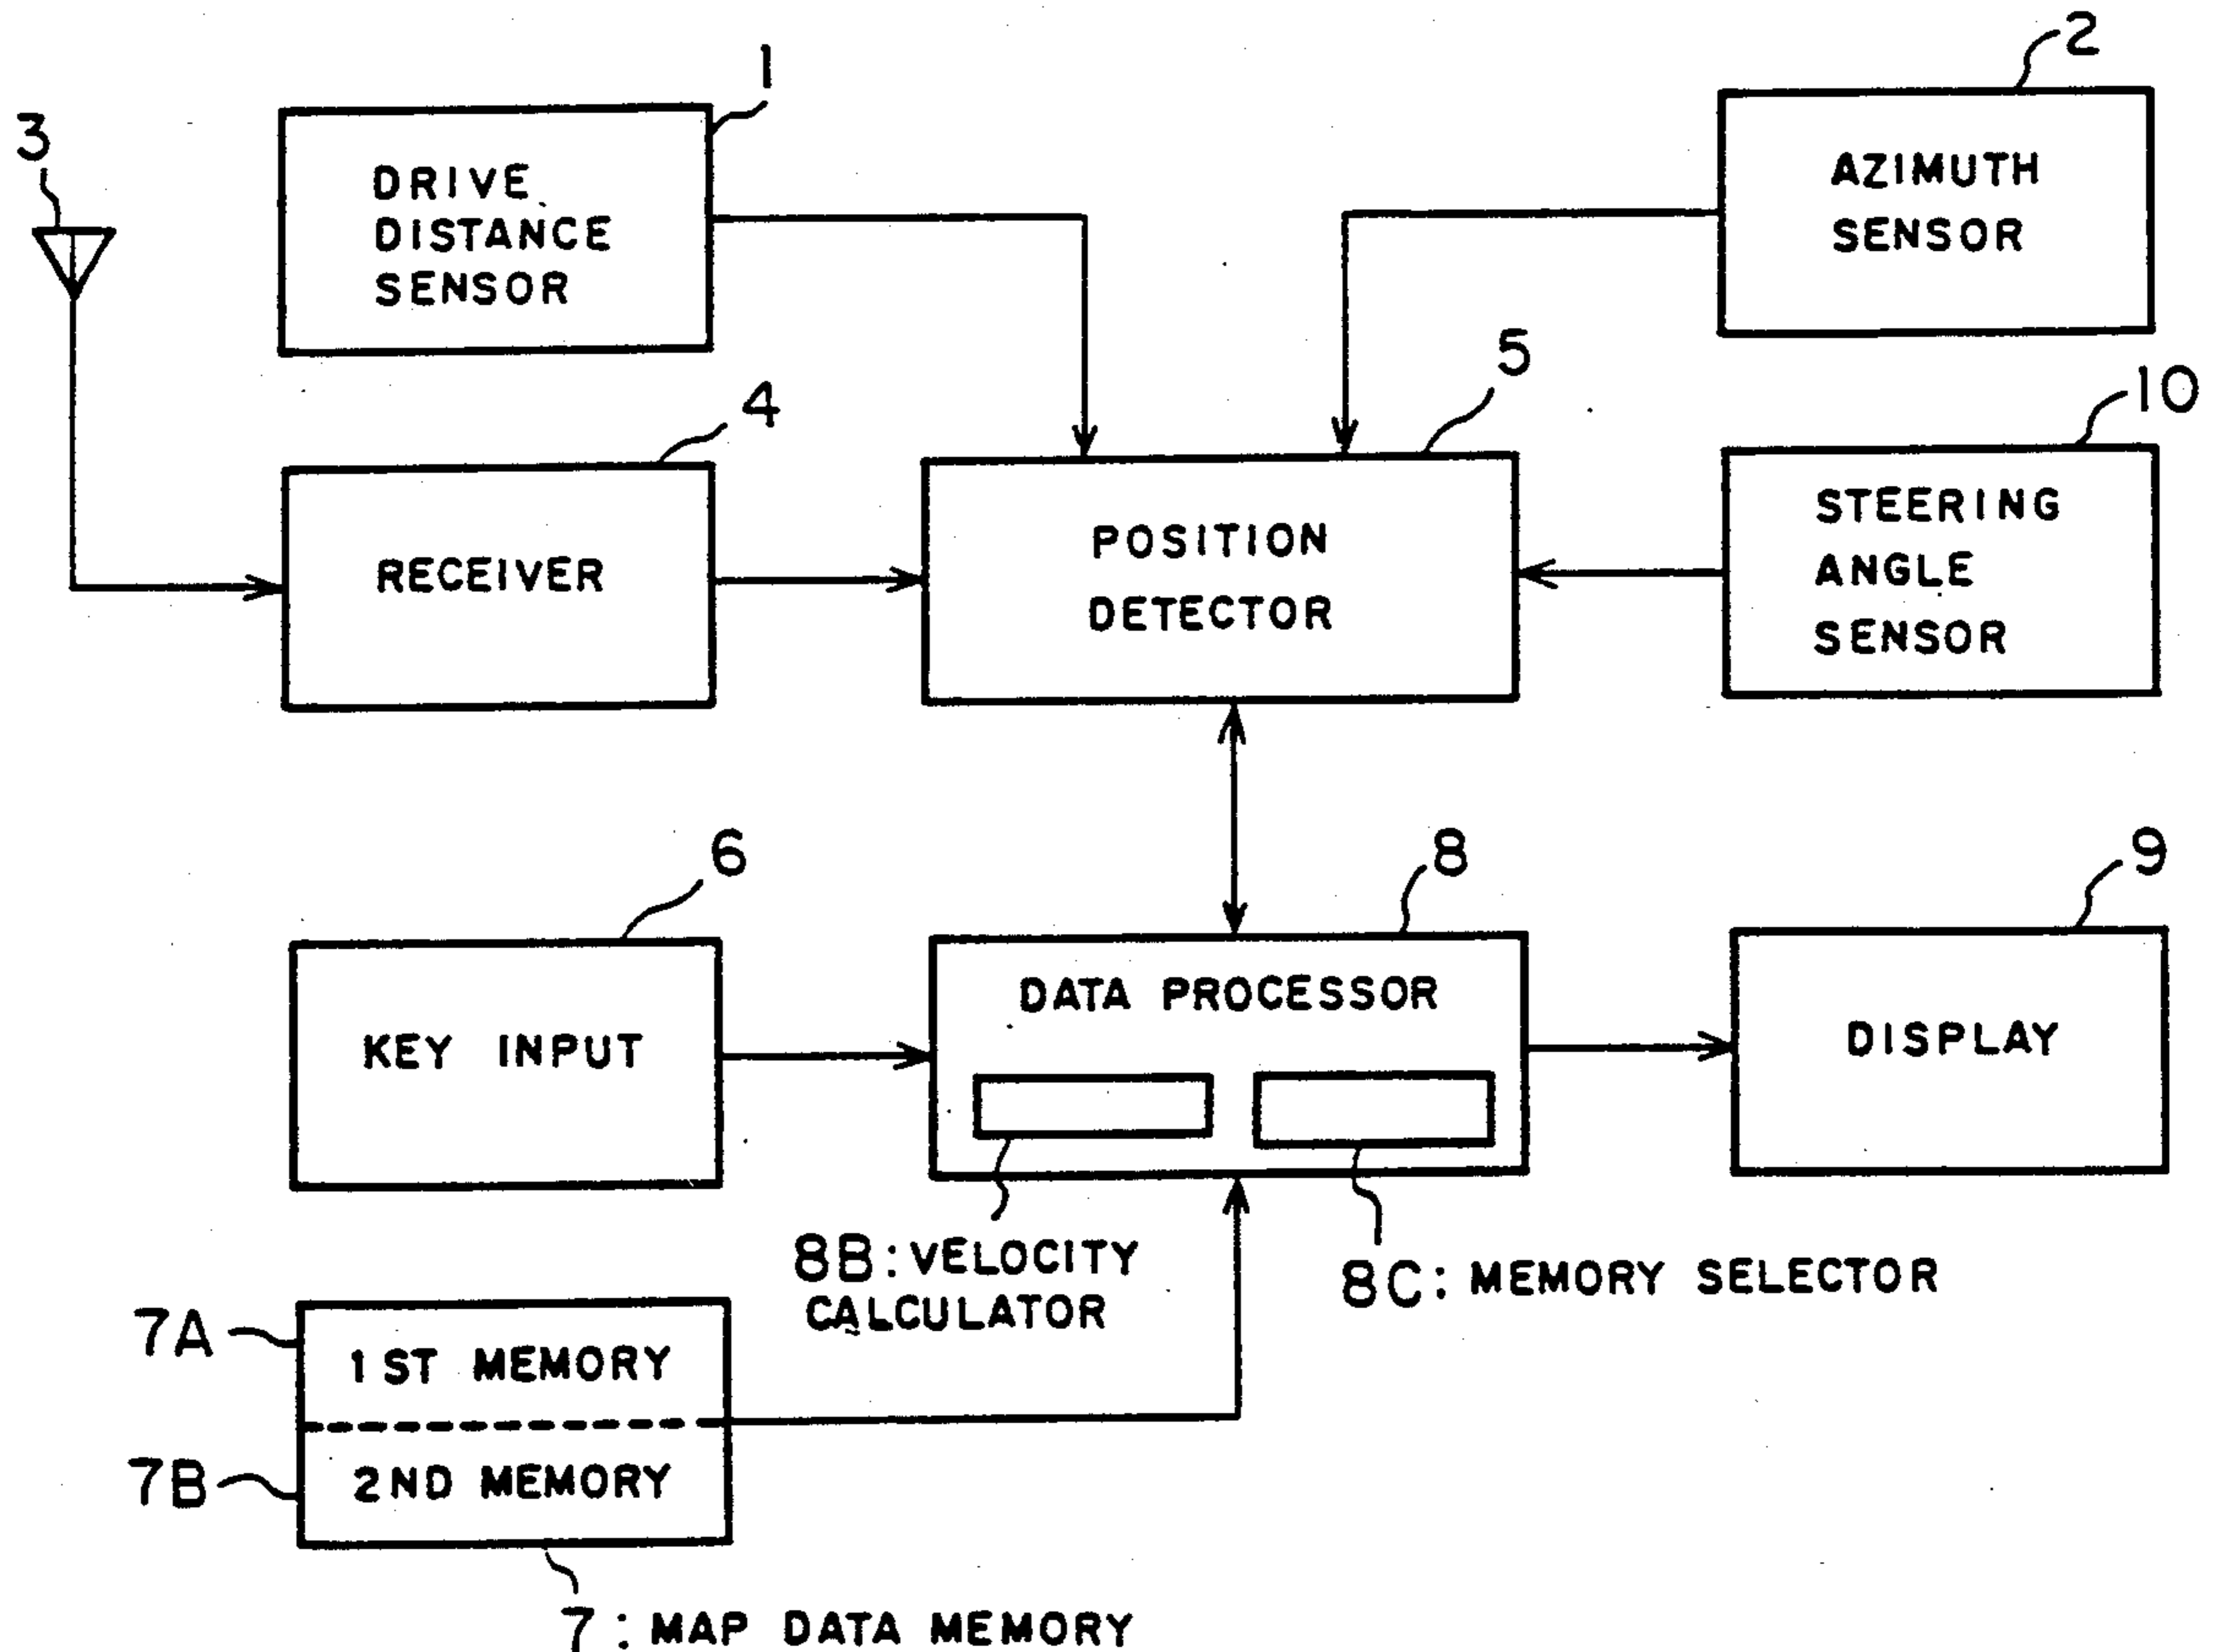 1
2
3
DRIVE
DISTANCE
SENSOR
AZIMUTH
SENSOR
4
5
10
RECEIVER
POSITION
DETECTOR
STEERING
ANGLE
SENSOR
6
8
9
KEY INPUT
DATA PROCESSOR
DISPLAY
8B: VELOCITY
CALCULATOR
8C: MEMORY SELECTOR
7A
1ST MEMORY
7B
2ND MEMORY
7: MAP DATA MEMORY